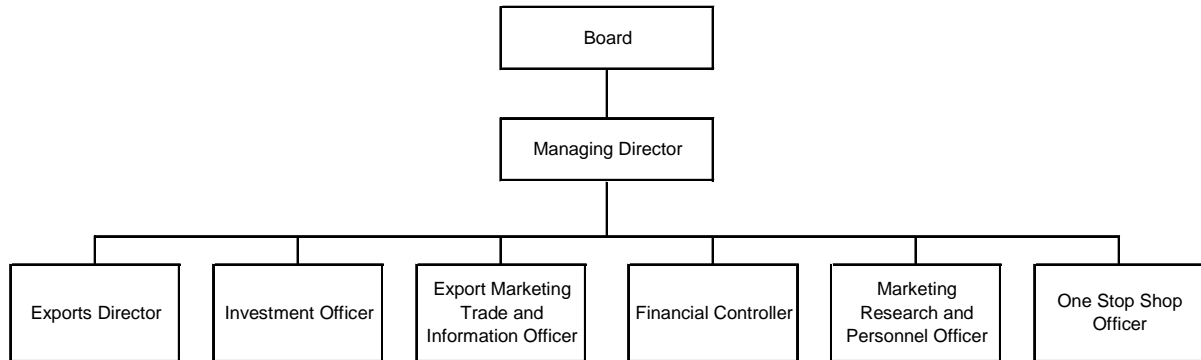 Board
Managing Director
Exports Director
Investment Officer
Export Marketing
Trade and
Information Officer
Financial Controller
Marketing
Research and
Personnel Officer
One Stop Shop
Officer